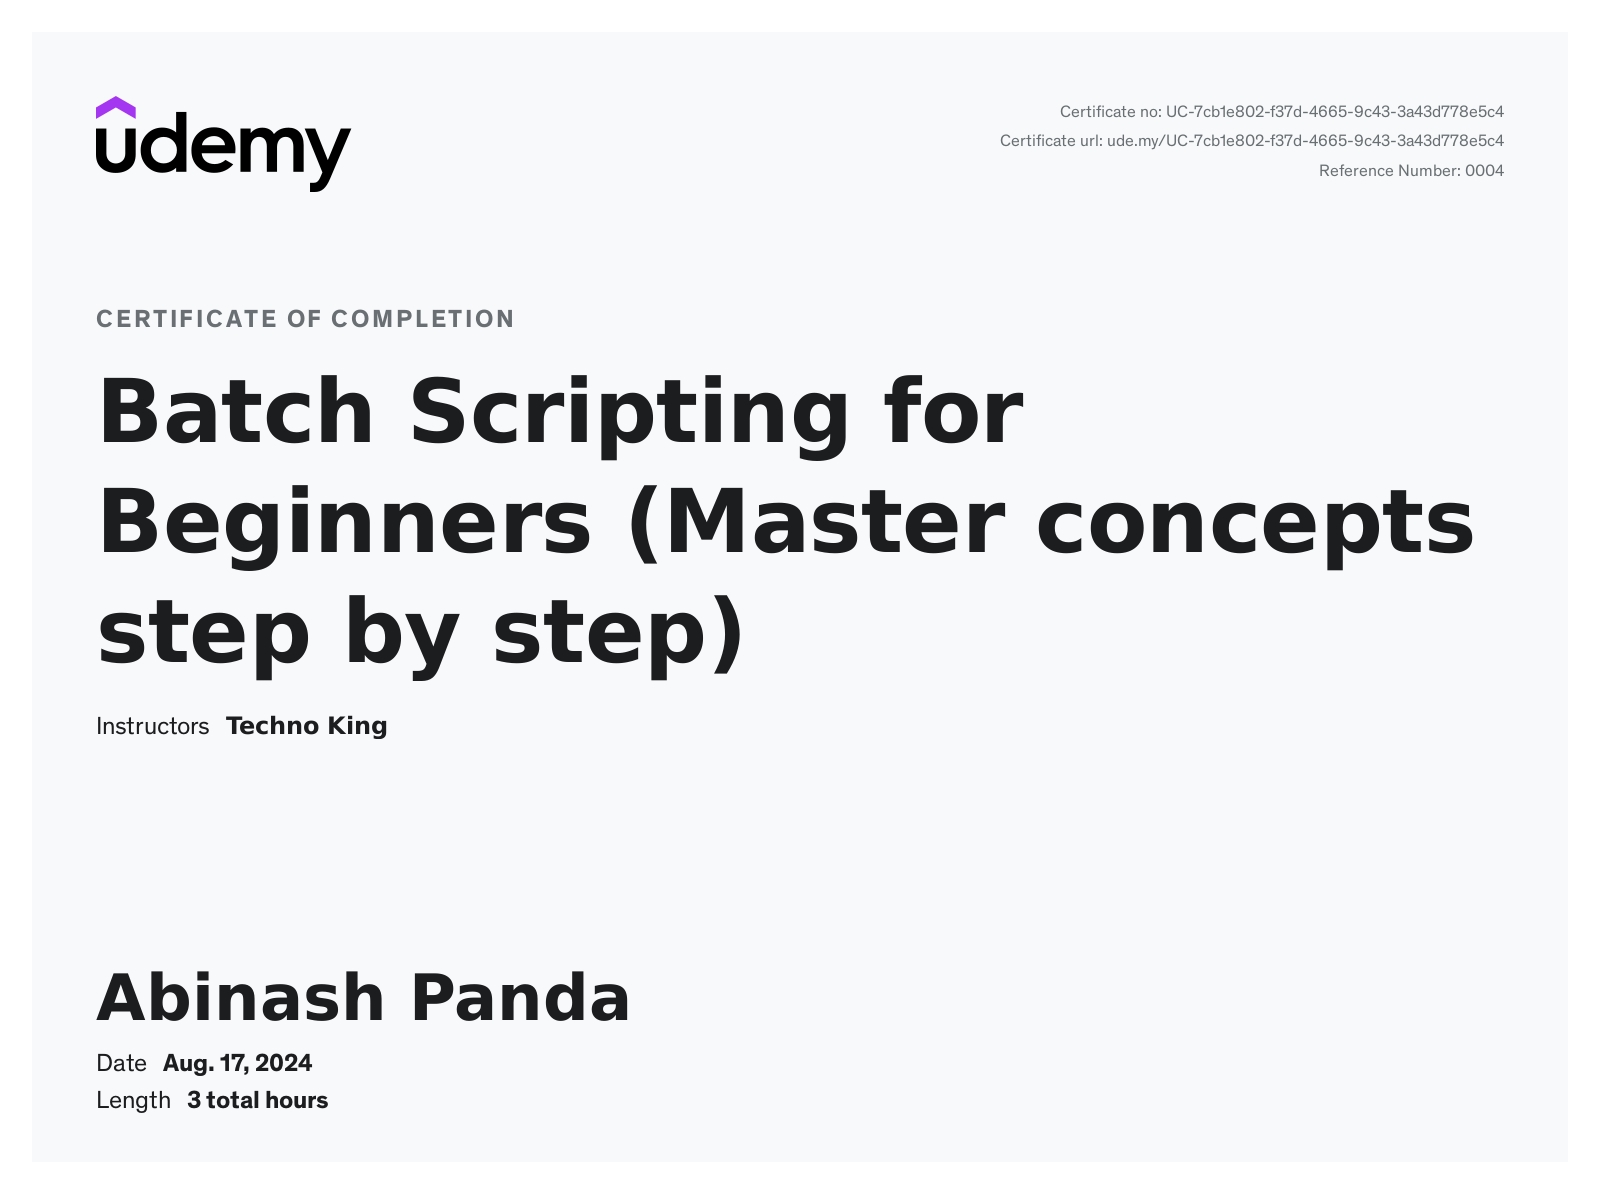 udemy
Certificate no: UC-7cb1e802-f37d-4665-9c43-3a43d778e5c4
Certificate url: ude.my/UC-7cb1e802-f37d-4665-9c43-3a43d778e5c4
Reference Number: 0004
CERTIFICATE OF COMPLETION
Batch Scripting for
Beginners (Master concepts
step by step)
Instructors Techno King
Abinash Panda
Date Aug. 17, 2024
Length 3 total hours